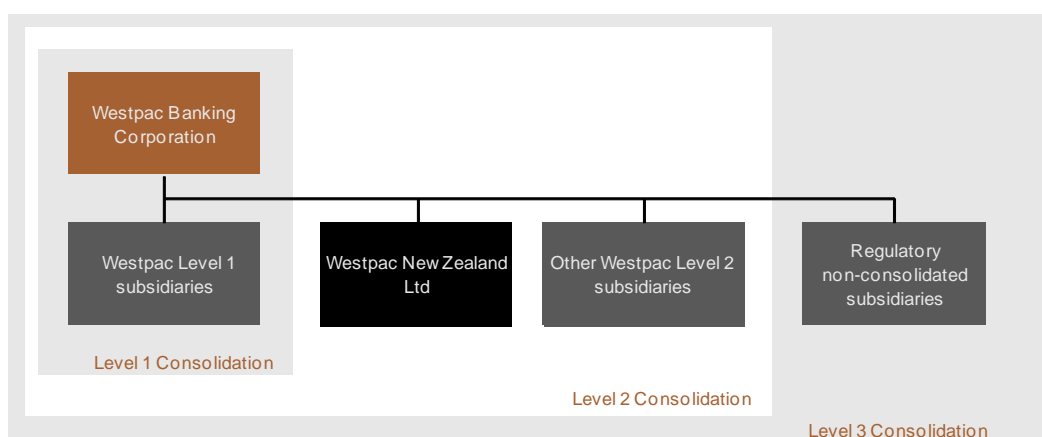 Westpac Banking
Corporation
Westpac Level 1
subsidiaries
Westpac New Zealand
Ltd
Other Westpac Level 2
subsidiaries
Regulatory
non-consolidated
subsidiaries
Level 1 Consolidation
Level 2 Consolidation
Level 3 Consolidation